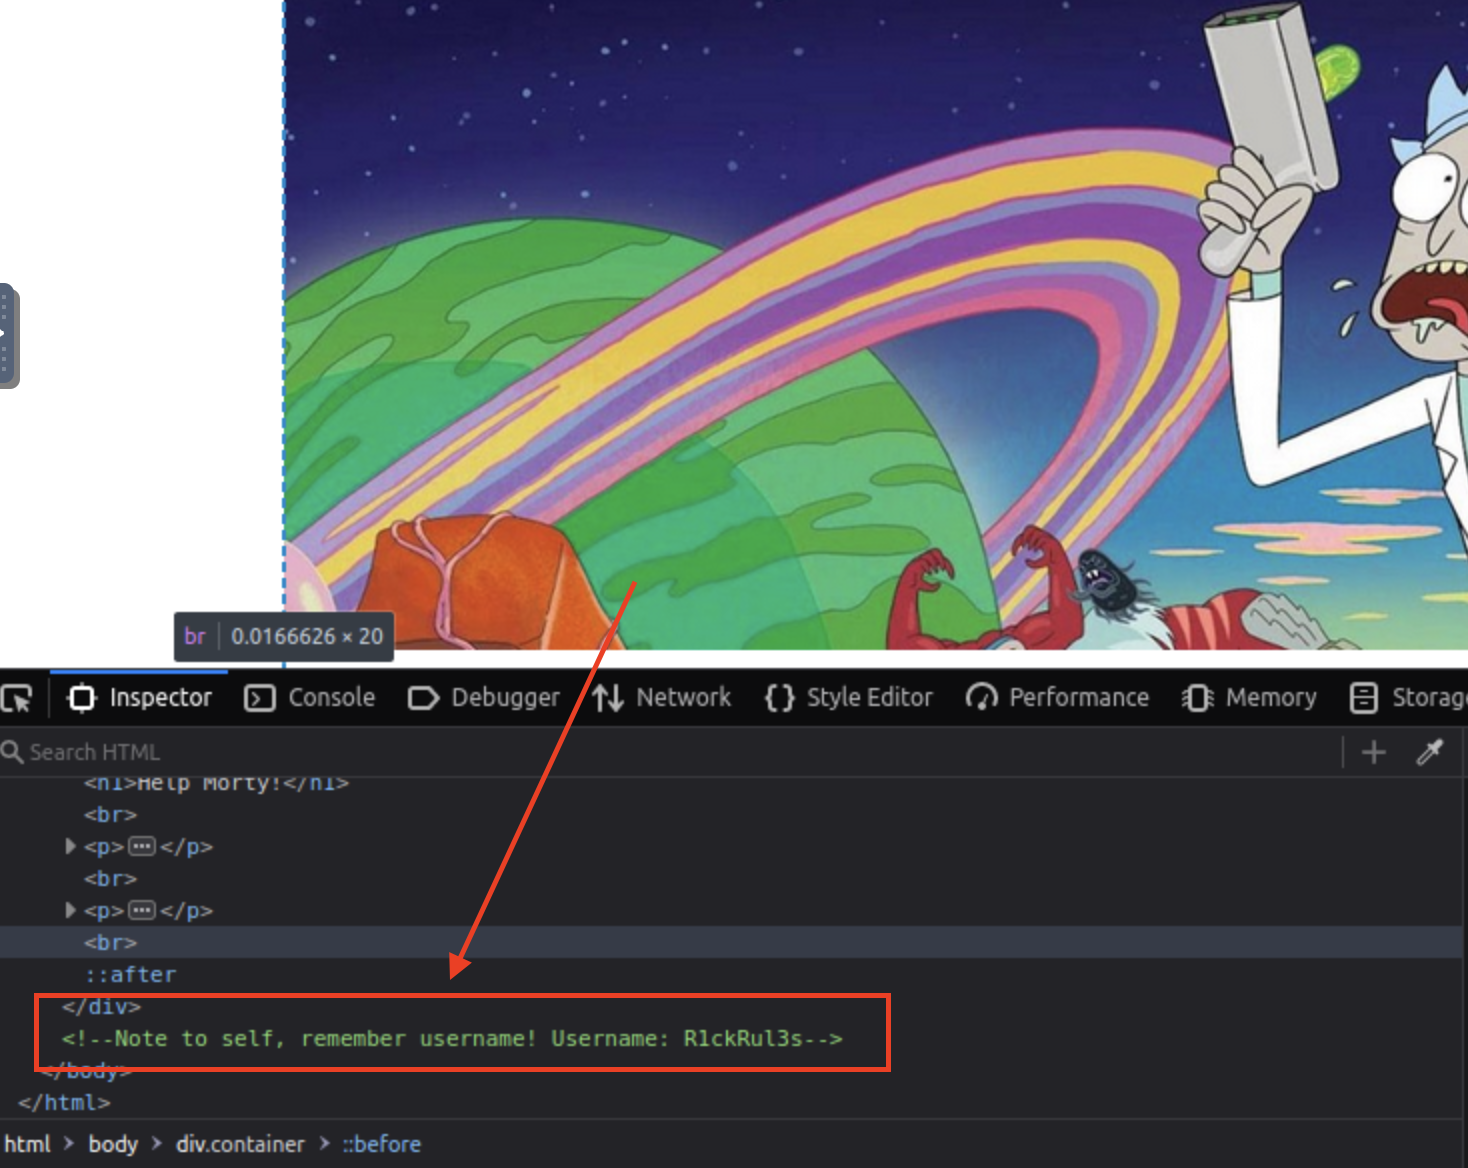 br 0.0166626 × 20
Inspector Console Debugger Network Style Editor Performance Memory Storag
Search HTML
<h1>Help Morty!</h1>
<br>
<p>...</p>
<br>
<p>...</p>
<br>
::after
</div>
<!--Note to self, remember username! Username: R1ckRul3s-->
</body>
</html>
html > body > div.container > ::before